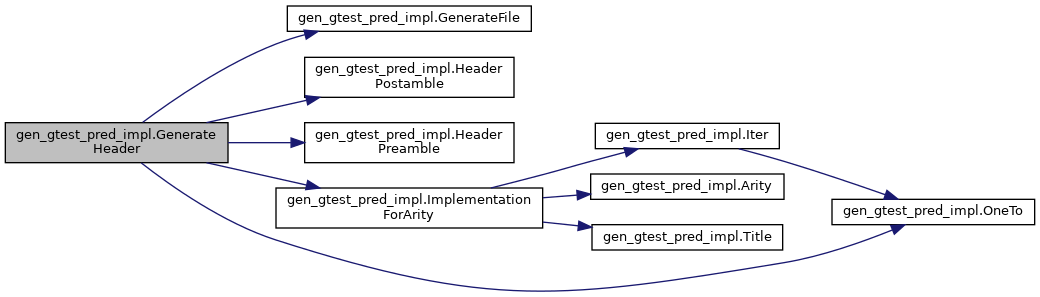 gen_gtest_pred_impl.GenerateFile
gen_gtest_pred_impl.Header
Postamble
gen_gtest_pred_impl.Generate
Header
gen_gtest_pred_impl.Header
Preamble
gen_gtest_pred_impl.Implementation
ForArity
gen_gtest_pred_impl.Iter
gen_gtest_pred_impl.Arity
gen_gtest_pred_impl.Title
gen_gtest_pred_impl.OneTo